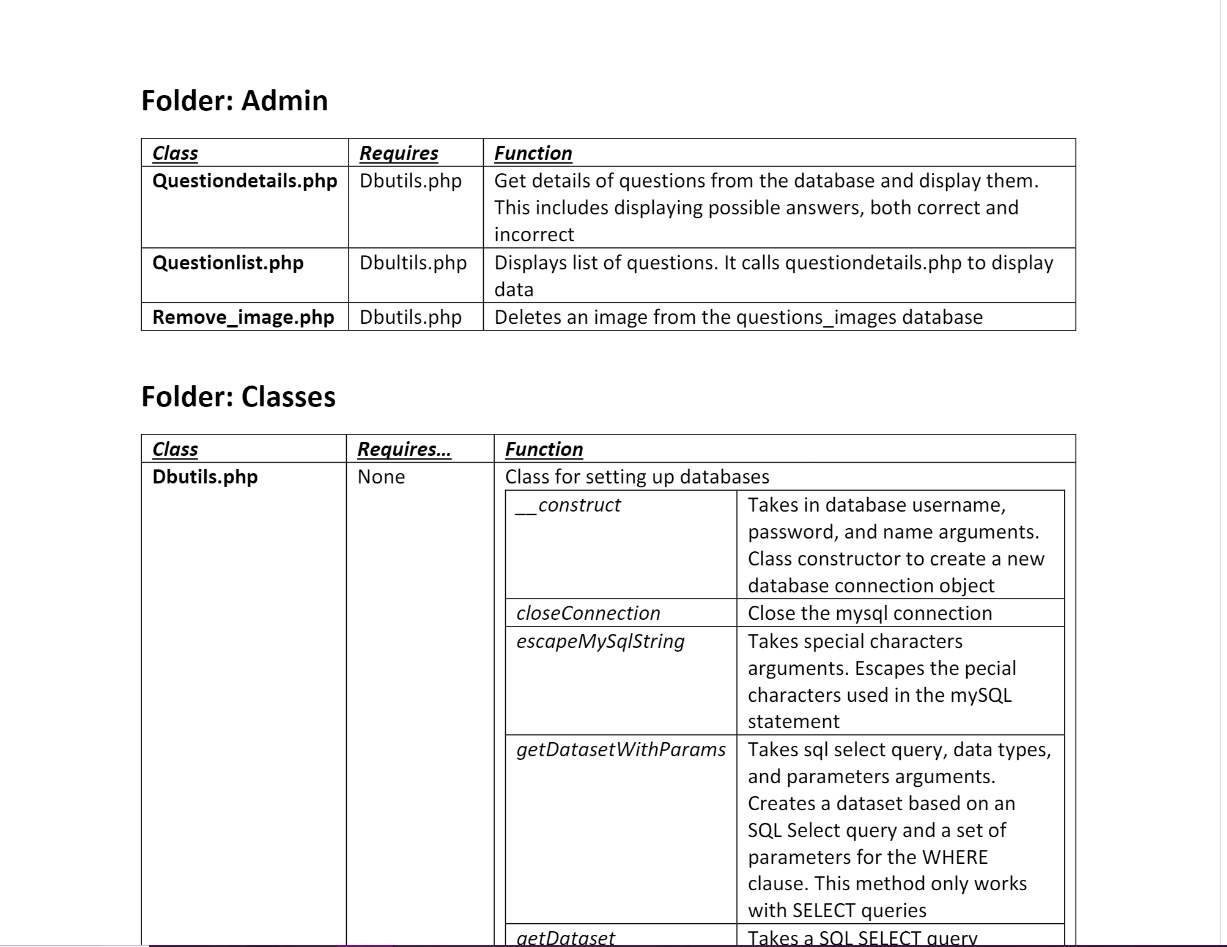 Folder: Admin
Class Requires Function
Questiondetails.php Dbutils.php Get details of questions from the database and display them.
This includes displaying possible answers, both correct and
incorrect
Questionlist.php Dbultils.php Displays list of questions. It calls questiondetails.php to display
data
Remove_image.php Dbutils.php Deletes an image from the questions_images database
Folder: Classes
Class Requires… Function
Dbutils.php None Class for setting up databases
__construct Takes in database username,
password, and name arguments.
Class constructor to create a new
database connection object
closeConnection Close the mysql connection
escapeMySqlString Takes special characters
arguments. Escapes the pecial
characters used in the mySQL
statement
getDatasetWithParams Takes sql select query, data types,
and parameters arguments.
Creates a dataset based on an
SQL Select query and a set of
parameters for the WHERE
clause. This method only works
with SELECT queries
getDataset Takes a SQL SELECT query